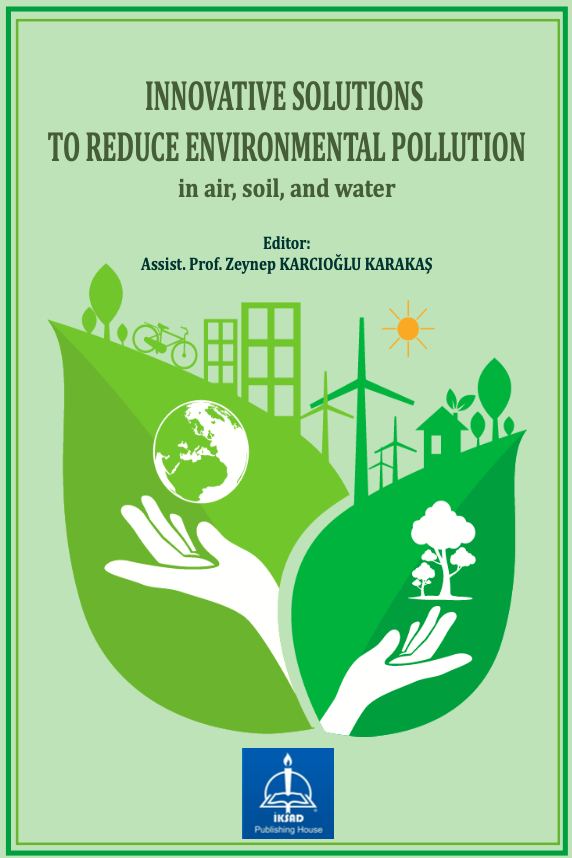 INNOVATIVE SOLUTIONS
TO REDUCE ENVIRONMENTAL POLLUTION
in air, soil, and water
Editor:
Assist. Prof. Zeynep KARCIOĞLU KARAKAŞ
İKSAD
Publishing House